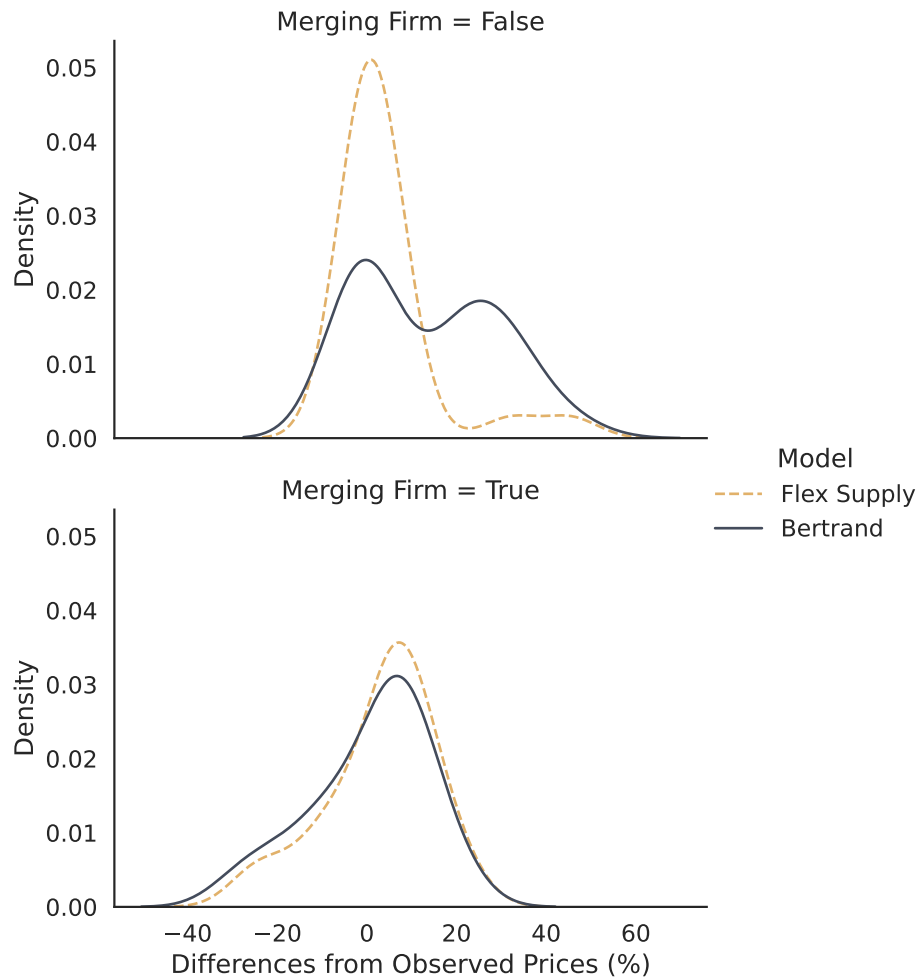 Merging Firm = False
0.05
0.04
0.03
0.02
0.01
0.00
Density
Model
Flex Supply
Bertrand
Merging Firm = True
0.05
0.04
0.03
0.02
0.01
0.00
Density
−40 −20 0 20 40 60
Differences from Observed Prices (%)